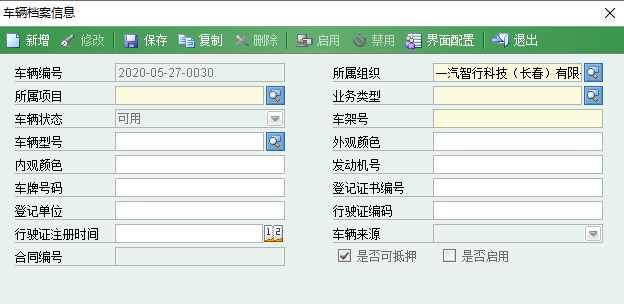 车辆档案信息
新增 修改 保存 复制 删除 启用 禁用 界面配置 退出
车辆编号 2020-05-27-0030 所属组织 一汽智行科技（长春）有限
所属项目 业务类型
车辆状态 可用 车架号
车辆型号 外观颜色
内观颜色 发动机号
车牌号码 登记证书编号
登记单位 行驶证编码
行驶证注册时间 12 车辆来源
合同编号 是否可抵押 是否启用